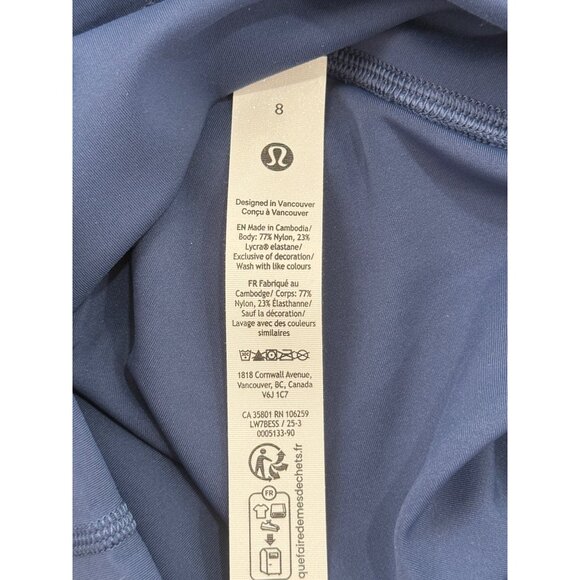 8
Designed in Vancouver
Conçu à Vancouver
EN Made in Cambodia/
Body: 77% Nylon, 23%
Lycra® elastane/
Exclusive of decoration/
Wash with like colours
FR Fabriqué au
Cambodge/ Corps: 77%
Nylon, 23% Élasthanne/
Sauf la décoration/
Lavage avec des couleurs
similaires
1818 Cornwall Avenue,
Vancouver, BC, Canada
V6J 1C7
CA 35801 RN 106259
LW7BESS / 25-3
0005133-90
FR
quefairedemesdechets.fr